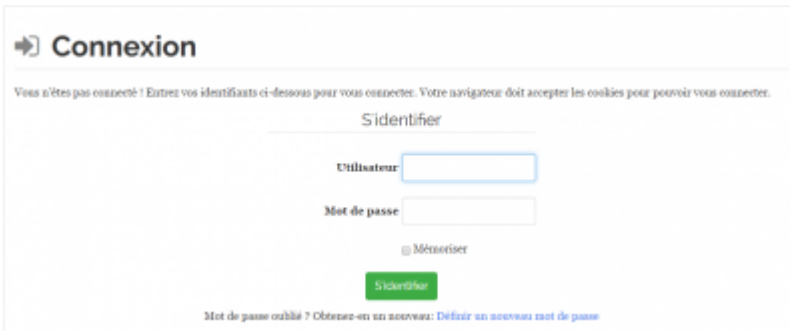 Connexion
Vous n'êtes pas connecté ! Entrez vos identifiants ci-dessous pour vous connecter. Votre navigateur doit accepter les cookies pour pouvoir vous connecter.
S'identifier
Utilisateur
Mot de passe
Mémoriser
S'identifier
Mot de passe oublié ? Obtenez-en un nouveau: Définir un nouveau mot de passe